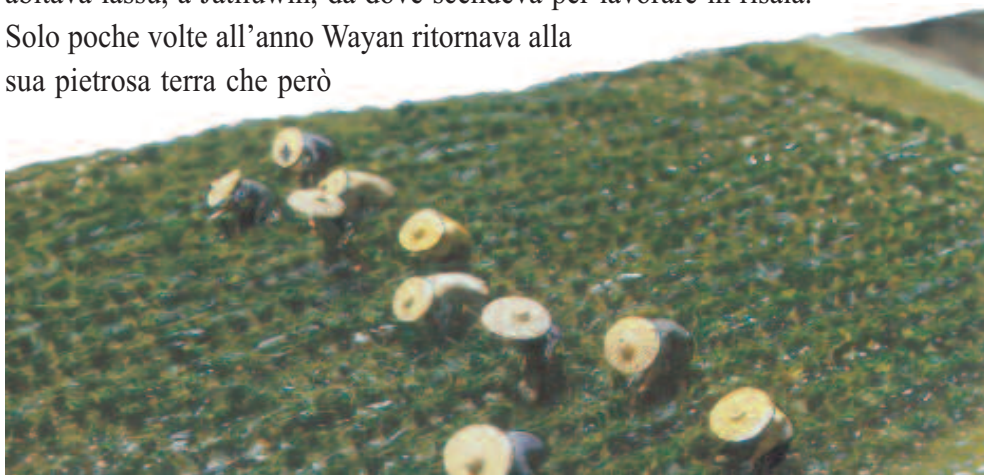 abitava lassù, a Jatiluwih, da dove scendeva per lavorare in risaia.
Solo poche volte all’anno Wayan ritornava alla
sua pietrosa terra che però